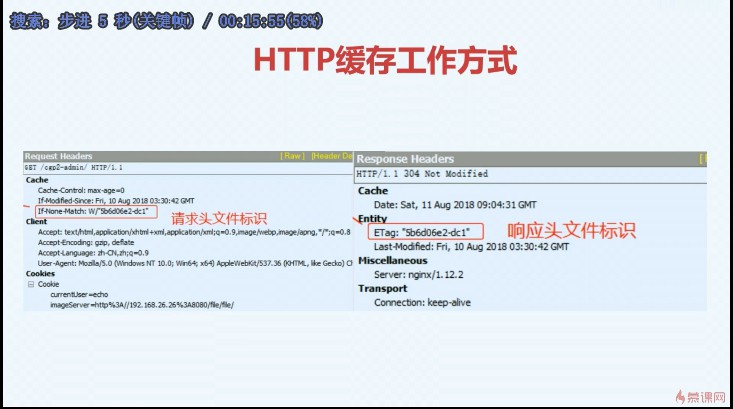 搜索: 步进 5 秒(关键帧) / 00:15:55(58%)
HTTP缓存工作方式
Request Headers [ Raw ] [Header De
GET /cgp2-admin/ HTTP/1.1
Cache
Cache-Control: max-age=0
If-Modified-Since: Fri, 10 Aug 2018 03:30:42 GMT
If-None-Match: W/"5b6d06e2-dc1" 请求头文件标识
Client
Accept: text/html,application/xhtml+xml,application/xml;q=0.9,image/webp,image/apng,*/*;q=0.8
Accept-Encoding: gzip, deflate
Accept-Language: zh-CN,zh;q=0.9
User-Agent: Mozilla/5.0 (Windows NT 10.0; Win64; x64) AppleWebKit/537.36 (KHTML, like Gecko) Ch
Cookies
Cookie
currentUser=echo
imageServer=http%3A//192.168.26.26%3A8080/file/file/
Response Headers [
HTTP/1.1 304 Not Modified
Cache
Date: Sat, 11 Aug 2018 09:04:31 GMT
Entity
ETag: "5b6d06e2-dc1" 响应头文件标识
Last-Modified: Fri, 10 Aug 2018 03:30:42 GMT
Miscellaneous
Server: nginx/1.12.2
Transport
Connection: keep-alive
慕课网